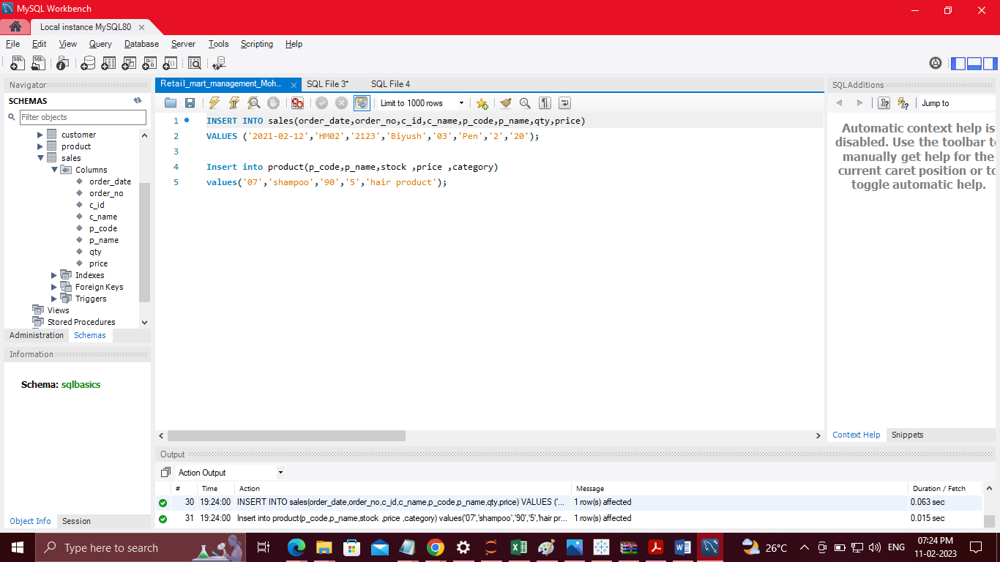 MySQL Workbench
Local instance MySQL80
File Edit View Query Database Server Tools Scripting Help
Navigator
SCHEMAS
Filter objects
customer
product
sales
Columns
order_date
order_no
c_id
c_name
p_code
p_name
qty
price
Indexes
Foreign Keys
Triggers
Views
Stored Procedures
Administration Schemas
Information
Schema: sqlbasics
Object Info Session
Retail_mart_management_Moh... SQL File 3* SQL File 4
Limit to 1000 rows
1 INSERT INTO sales(order_date,order_no,c_id,c_name,p_code,p_name,qty,price)
2 VALUES ('2021-02-12','HM02','2123','Biyush','03','Pen','2','20');
3
4 Insert into product(p_code,p_name,stock ,price ,category)
5 values('07','shampoo','90','5','hair product');
SQLAdditions
Jump to
Automatic context help is
disabled. Use the toolbar to
manually get help for the
current caret position or to
toggle automatic help.
Context Help Snippets
Output
Action Output
# Time Action Message Duration / Fetch
30 19:24:00 INSERT INTO sales(order_date,order_no,c_id,c_name,p_code,p_name,qty,price) VALUES ('... 1 row(s) affected 0.063 sec
31 19:24:00 Insert into product(p_code,p_name,stock ,price ,category) values('07','shampoo','90','5','hair pr... 1 row(s) affected 0.015 sec
Type here to search
26°C
ENG
07:24 PM
11-02-2023